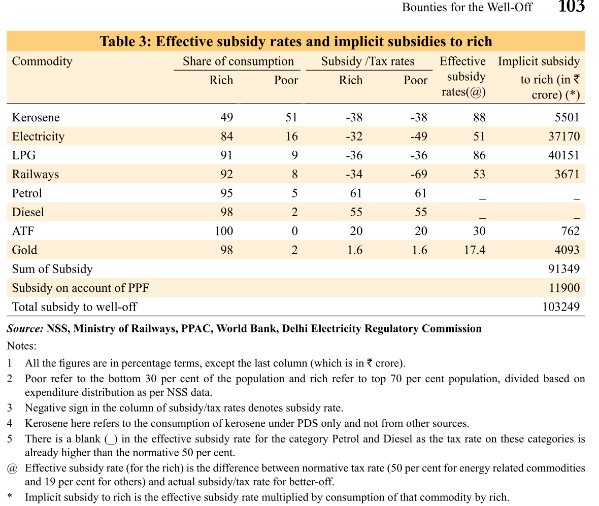 Bounties for the Well-Off 103
Table 3: Effective subsidy rates and implicit subsidies to rich
Commodity Share of consumption Subsidy /Tax rates Effective Implicit subsidy
Rich Poor Rich Poor subsidy to rich (in ₹
rates(@) crore) (*)
Kerosene 49 51 -38 -38 88 5501
Electricity 84 16 -32 -49 51 37170
LPG 91 9 -36 -36 86 40151
Railways 92 8 -34 -69 53 3671
Petrol 95 5 61 61 _ _
Diesel 98 2 55 55 _ _
ATF 100 0 20 20 30 762
Gold 98 2 1.6 1.6 17.4 4093
Sum of Subsidy 91349
Subsidy on account of PPF 11900
Total subsidy to well-off 103249
Source: NSS, Ministry of Railways, PPAC, World Bank, Delhi Electricity Regulatory Commission
Notes:
1 All the figures are in percentage terms, except the last column (which is in ₹ crore).
2 Poor refer to the bottom 30 per cent of the population and rich refer to top 70 per cent population, divided based on
expenditure distribution as per NSS data.
3 Negative sign in the column of subsidy/tax rates denotes subsidy rate.
4 Kerosene here refers to the consumption of kerosene under PDS only and not from other sources.
5 There is a blank (_) in the effective subsidy rate for the category Petrol and Diesel as the tax rate on these categories is
already higher than the normative 50 per cent.
@ Effective subsidy rate (for the rich) is the difference between normative tax rate (50 per cent for energy related commodities
and 19 per cent for others) and actual subsidy/tax rate for better-off.
* Implicit subsidy to rich is the effective subsidy rate multiplied by consumption of that commodity by rich.